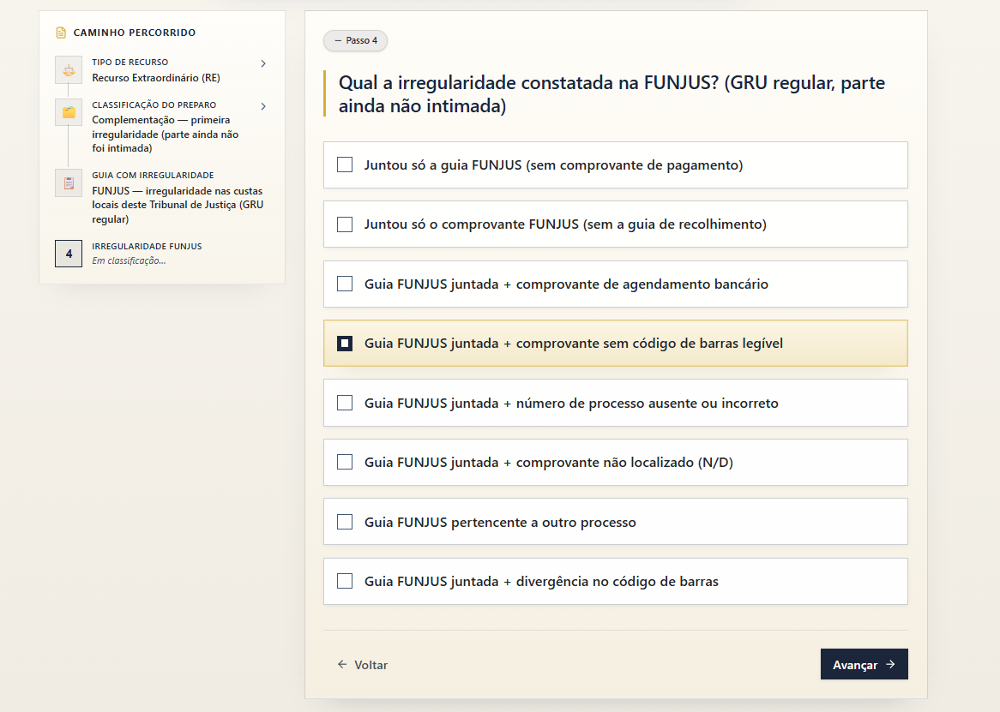 CAMINHO PERCORRIDO
TIPO DE RECURSO
Recurso Extraordinário (RE)
CLASSIFICAÇÃO DO PREPARO
Complementação — primeira
irregularidade (parte ainda não
foi intimada)
GUIA COM IRREGULARIDADE
FUNJUS — irregularidade nas custas
locais deste Tribunal de Justiça (GRU
regular)
4
IRREGULARIDADE FUNJUS
Em classificação...
— Passo 4
Qual a irregularidade constatada na FUNJUS? (GRU regular, parte
ainda não intimada)
Juntou só a guia FUNJUS (sem comprovante de pagamento)
Juntou só o comprovante FUNJUS (sem a guia de recolhimento)
Guia FUNJUS juntada + comprovante de agendamento bancário
Guia FUNJUS juntada + comprovante sem código de barras legível
Guia FUNJUS juntada + número de processo ausente ou incorreto
Guia FUNJUS juntada + comprovante não localizado (N/D)
Guia FUNJUS pertencente a outro processo
Guia FUNJUS juntada + divergência no código de barras
← Voltar
Avançar →